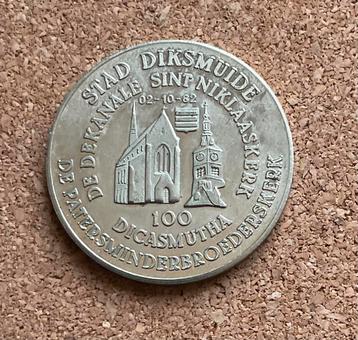 STAD DIKSMUIDE
DE DEKANALE SINT NIKLAASKERK
02-10-82
100
DICASMUTHA
DE PATERSMINDERBROEDERSKERK